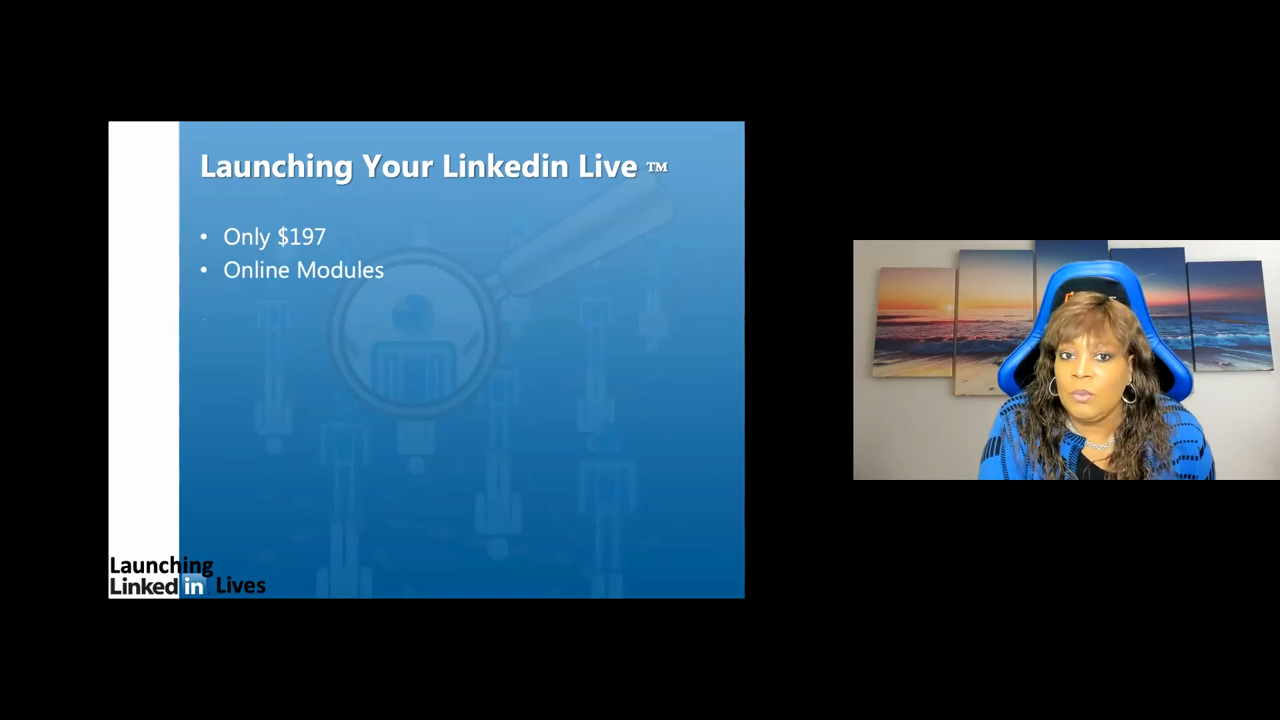 Launching Your Linkedin Live ™
• Only $197
• Online Modules
Launching
Linked in Lives